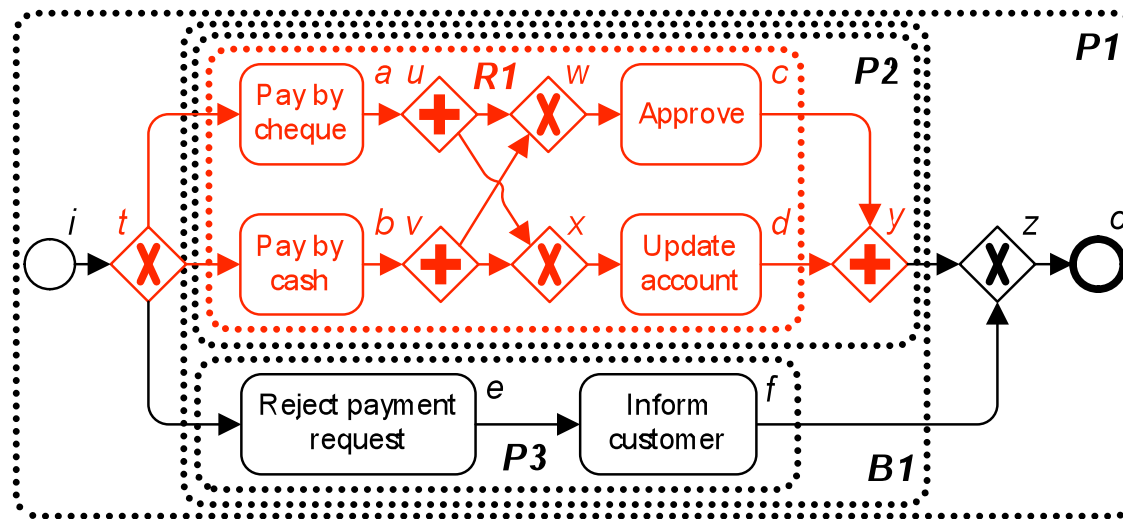 P1
P2
R1
a
u
w
c
Pay by
cheque
Approve
i
t
b
v
x
d
y
z
o
Pay by
cash
Update
account
e
f
Reject payment
request
Inform
customer
P3
B1